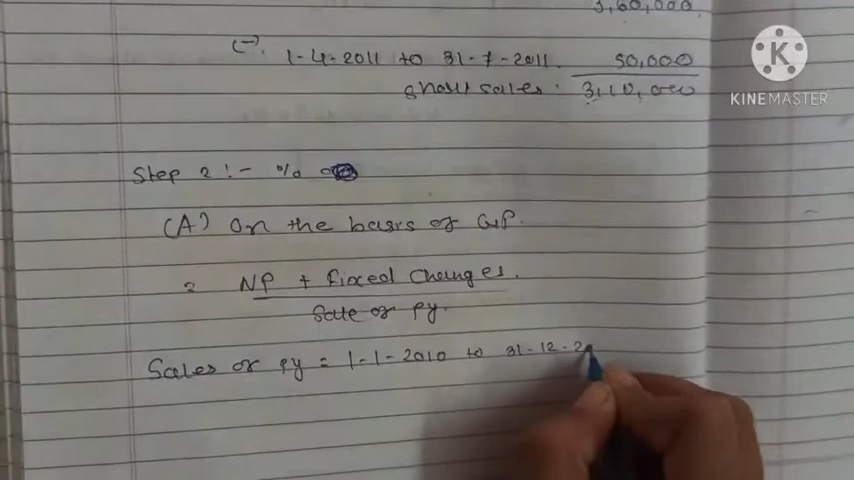 3,60,000
(-). 1-4-2011 to 31-7-2011. 50,000
short sales: 3,10,000
KINEMASTER
Step 2:- %
(A) On the basis of GP.
= NP + fixed Charges.
Sale of PY.
Sales of PY = 1-1-2010 to 31-12-20